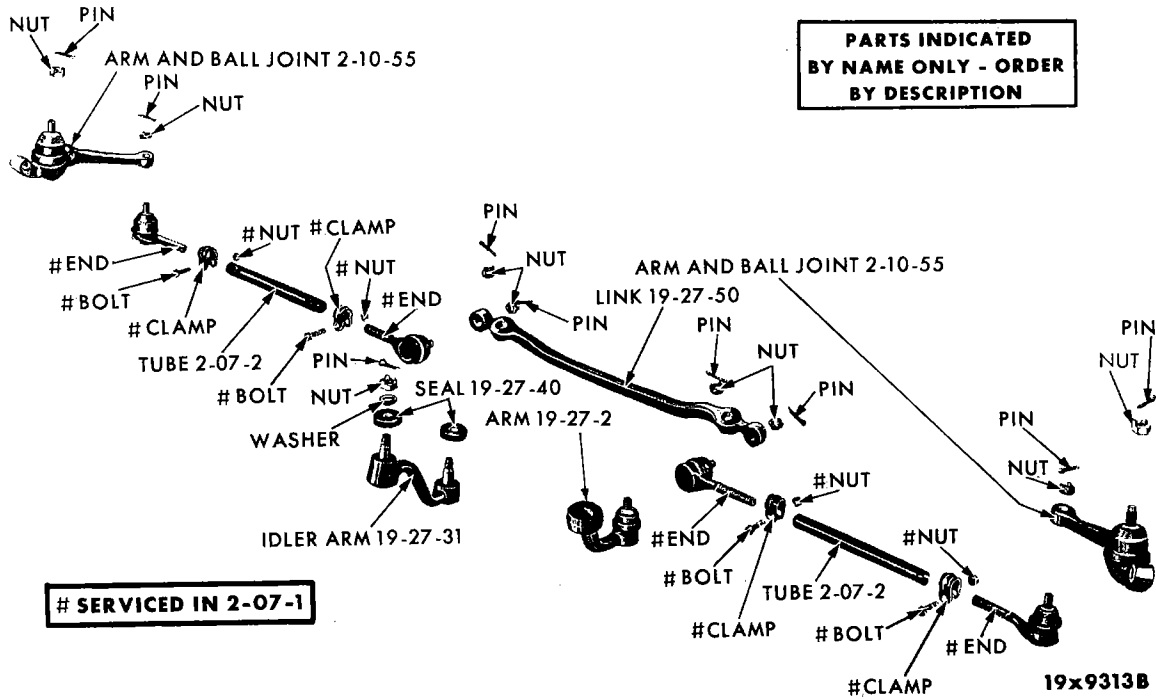 PIN
NUT
ARM AND BALL JOINT 2-10-55
PIN
NUT
PARTS INDICATED
BY NAME ONLY - ORDER
BY DESCRIPTION
#END
#BOLT
#CLAMP
TUBE 2-07-2
#NUT
#CLAMP
#NUT
#END
#BOLT
PIN
NUT
WASHER
SEAL 19-27-40
IDLER ARM 19-27-31
PIN
NUT
PIN
ARM AND BALL JOINT 2-10-55
LINK 19-27-50
PIN
NUT
PIN
ARM 19-27-2
PIN
NUT
PIN
NUT
#END
#BOLT
#CLAMP
#NUT
TUBE 2-07-2
#NUT
#BOLT
#CLAMP
#END
# SERVICED IN 2-07-1
19x9313B